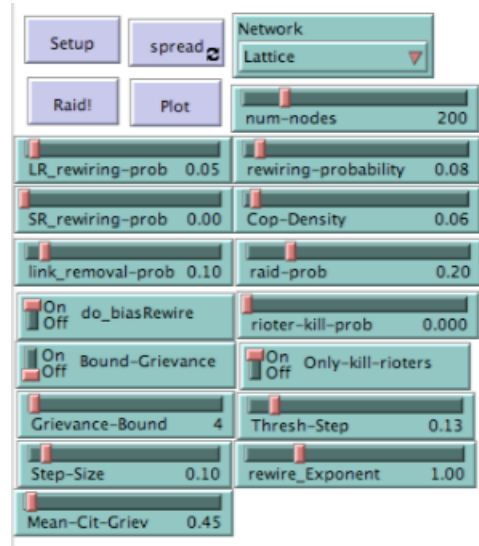 Setup
spread
Network
Lattice
Raid!
Plot
num-nodes 200
LR_rewiring-prob 0.05
rewiring-probability 0.08
SR_rewiring-prob 0.00
Cop-Density 0.06
link_removal-prob 0.10
raid-prob 0.20
On
Off
do_biasRewire
rioter-kill-prob 0.000
On
Off
Bound-Grievance
On
Off
Only-kill-rioters
Grievance-Bound 4
Thresh-Step 0.13
Step-Size 0.10
rewire_Exponent 1.00
Mean-Cit-Griev 0.45